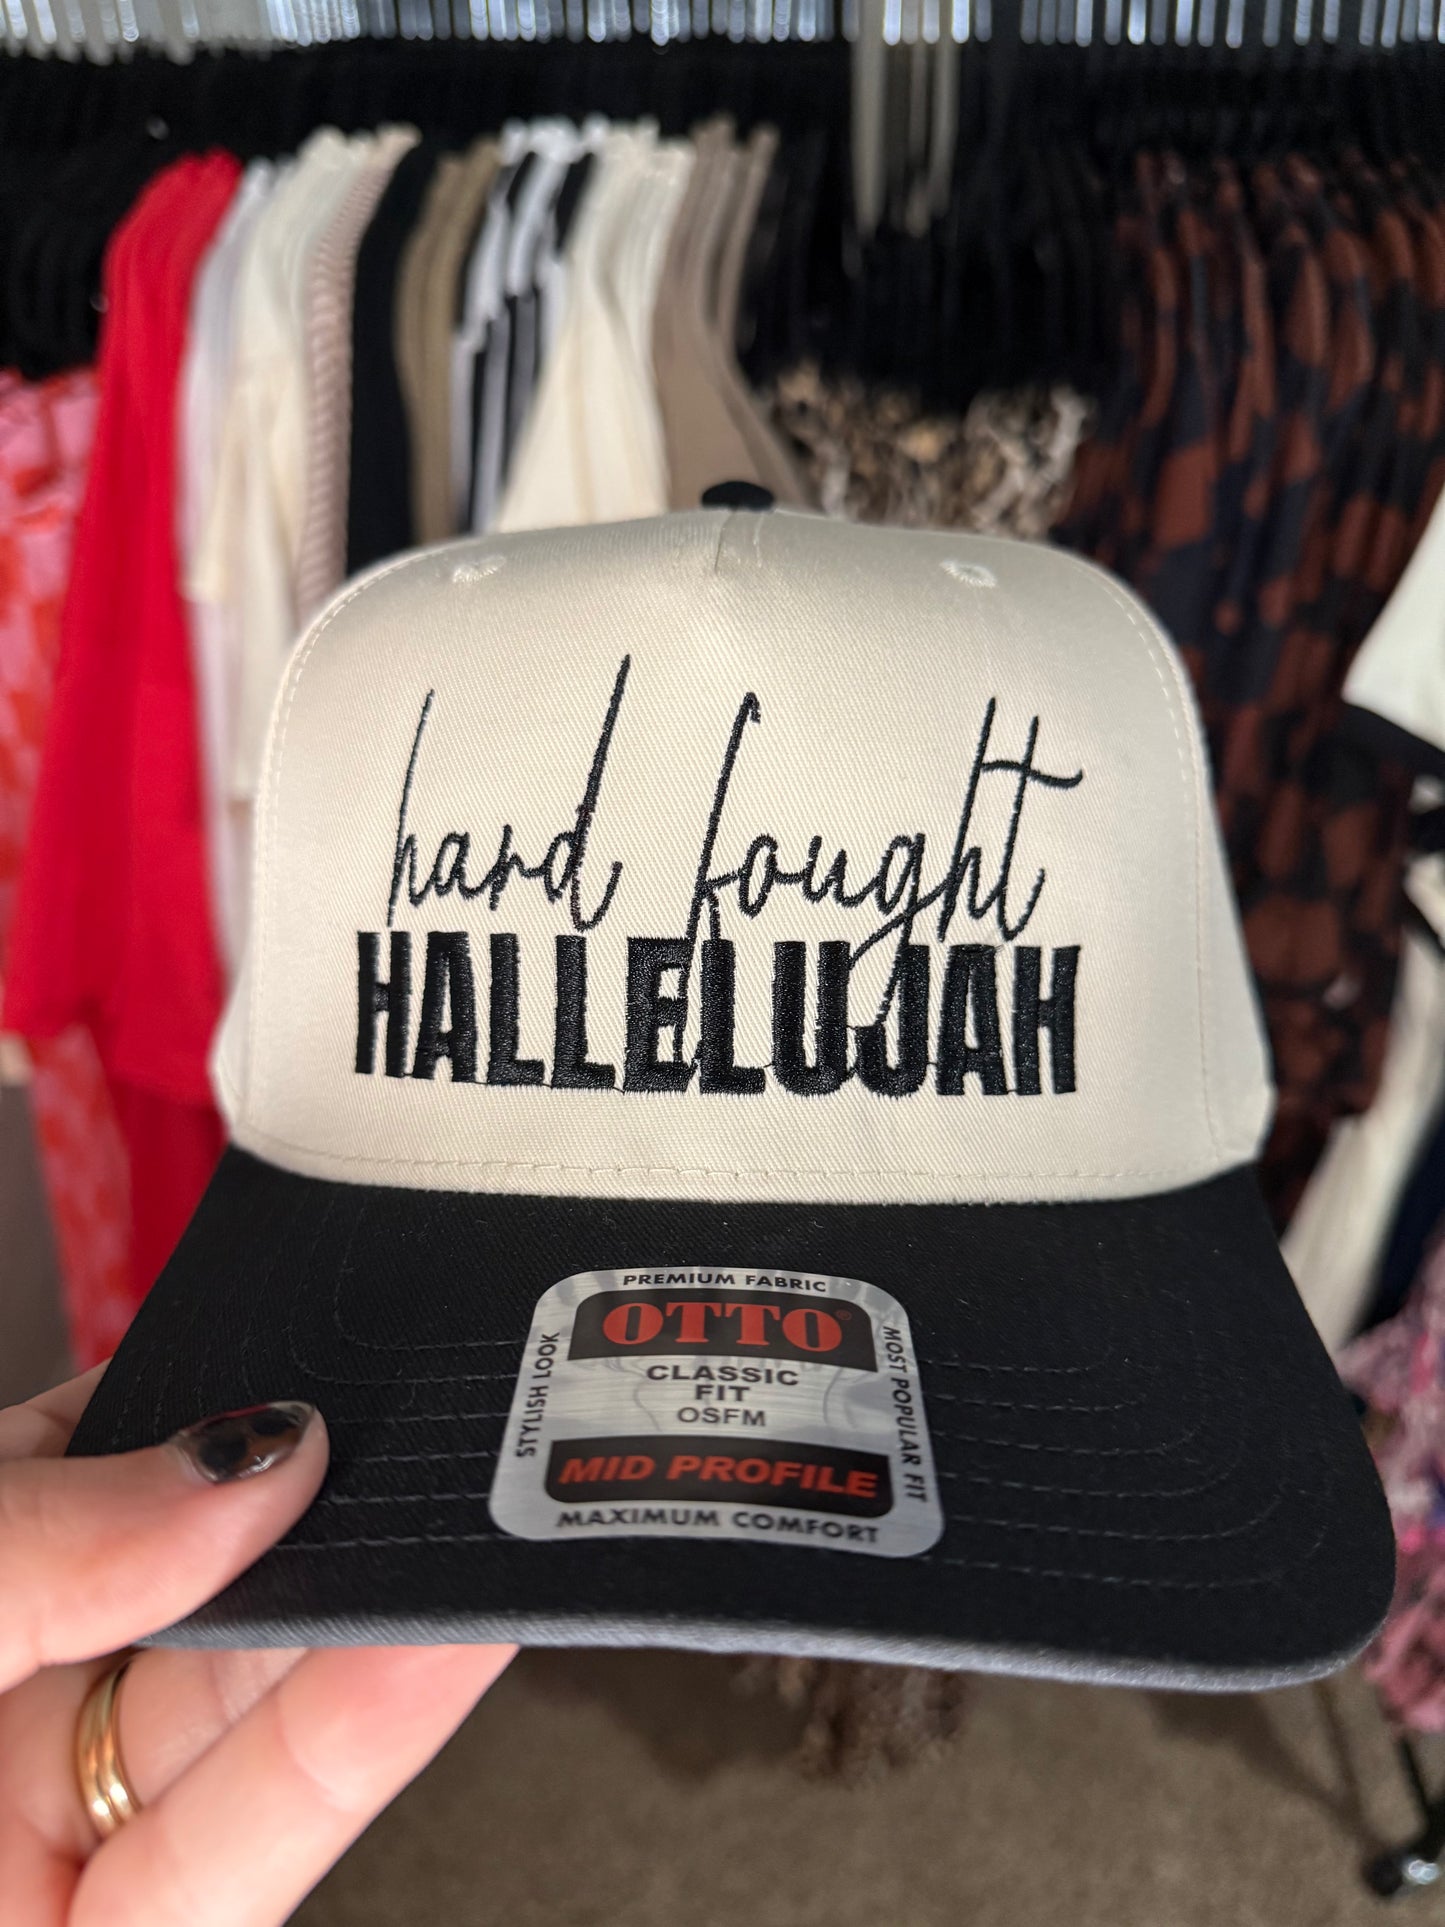 hard fought
HALLELUJAH
PREMIUM FABRIC
OTTO®
STYLISH LOOK
MOST POPULAR FIT
CLASSIC
FIT
OSFM
MID PROFILE
MAXIMUM COMFORT